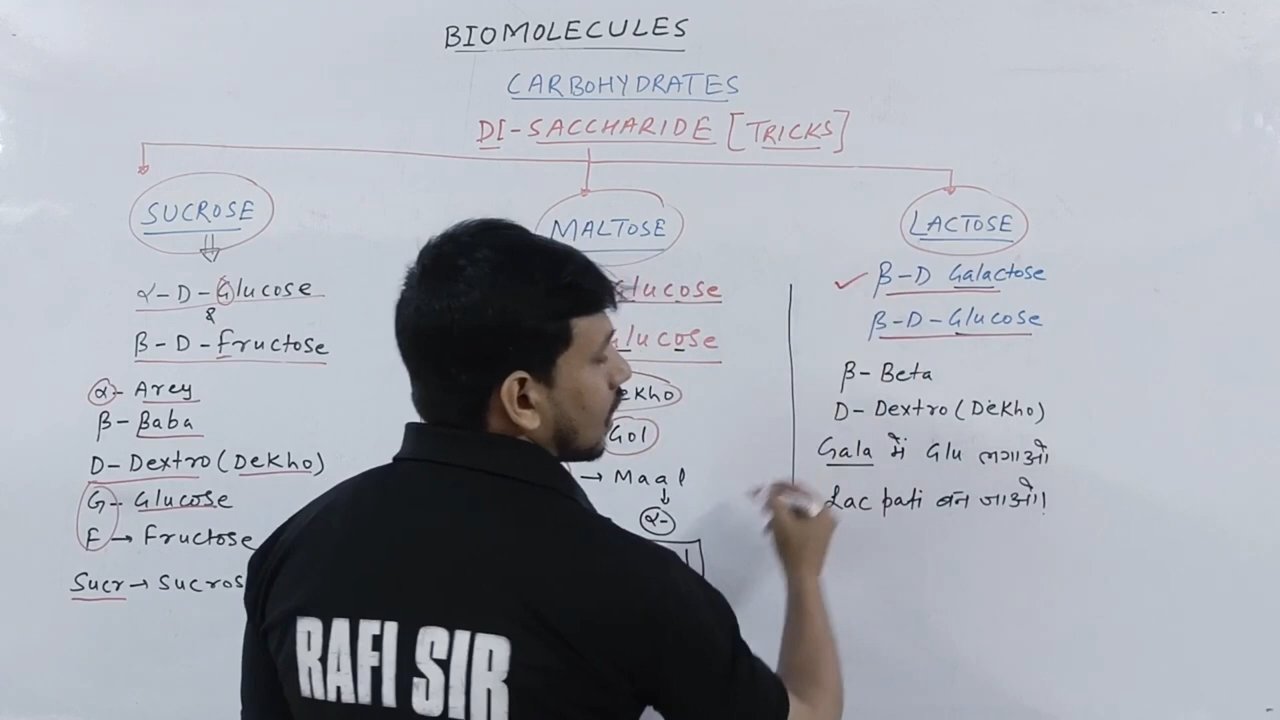 BIOMOLECULES
CARBOHYDRATES
DI-SACCHARIDE [TRICKS]
SUCROSE
α-D-Glucose
&
β-D-fructose
α- Arey
β- Baba
D-Dextro (Dekho)
G- Glucose
F → Fructose
Sucr → Sucros
MALTOSE
lucose
Glucose
ekho
Gol
→ Maal
α-
LACTOSE
β-D Galactose
β-D-Glucose
β-Beta
D-Dextro (Dekho)
Gala में Glu लगाओ
Lac pati बन जाओ!
RAFI SIR